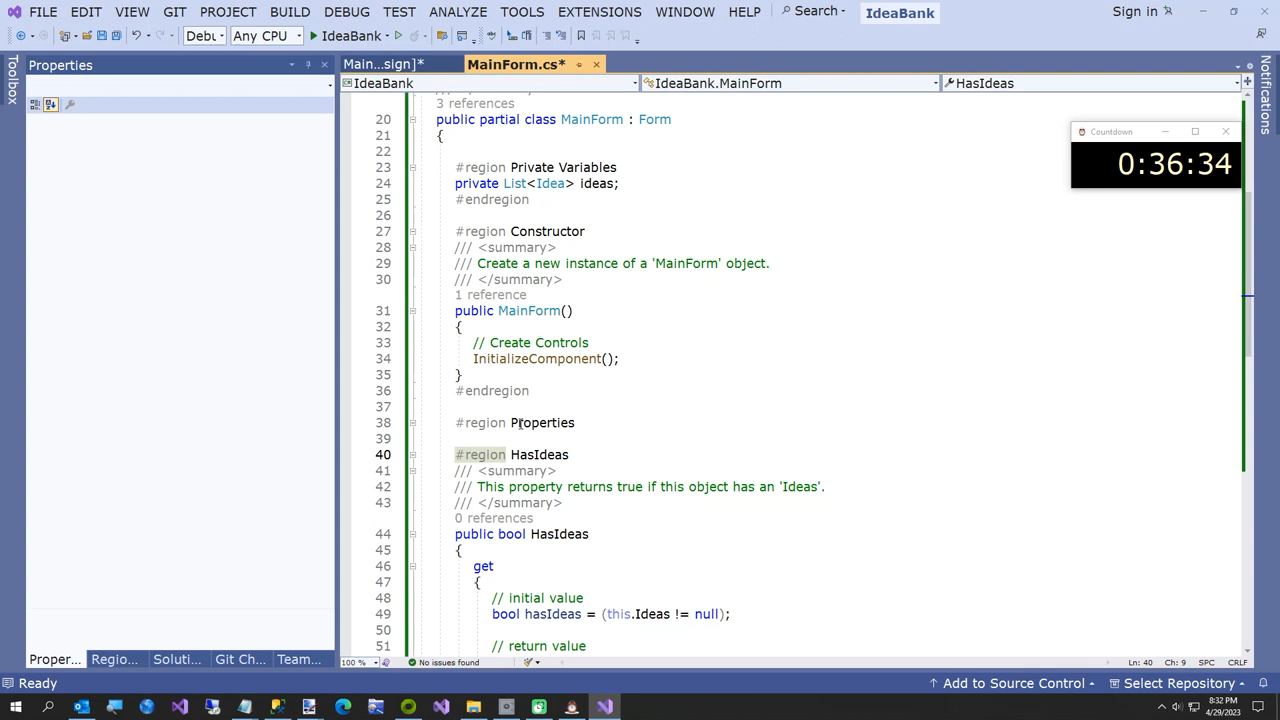 FILE EDIT VIEW GIT PROJECT BUILD DEBUG TEST ANALYZE TOOLS EXTENSIONS WINDOW HELP Search IdeaBank Sign in
Debu Any CPU IdeaBank
Toolbox
Properties
Main...sign]* MainForm.cs*
IdeaBank IdeaBank.MainForm HasIdeas
Notifications
Countdown
0:36:34
3 references
20 public partial class MainForm : Form
21 {
22
23 #region Private Variables
24 private List<Idea> ideas;
25 #endregion
26
27 #region Constructor
28 /// <summary>
29 /// Create a new instance of a 'MainForm' object.
30 /// </summary>
1 reference
31 public MainForm()
32 {
33 // Create Controls
34 InitializeComponent();
35 }
36 #endregion
37
38 #region Properties
39
40 #region HasIdeas
41 /// <summary>
42 /// This property returns true if this object has an 'Ideas'.
43 /// </summary>
0 references
44 public bool HasIdeas
45 {
46 get
47 {
48 // initial value
49 bool hasIdeas = (this.Ideas != null);
50
51 // return value
Proper... Regio... Soluti... Git Ch... Team...
100 % No issues found Ln: 40 Ch: 9 SPC CRLF
Ready Add to Source Control Select Repository
8:32 PM
4/29/2023